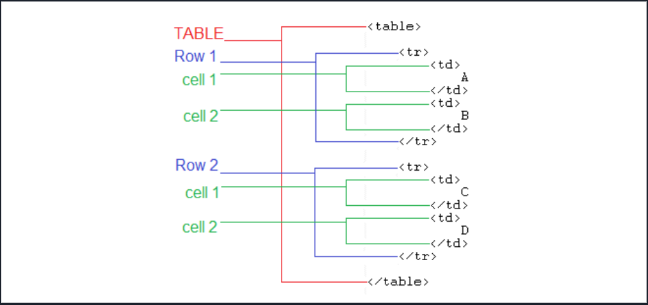 <table>
TABLE
<tr>
Row 1
<td>
cell 1
A
</td>
<td>
cell 2
B
</td>
</tr>
Row 2
<tr>
<td>
cell 1
C
</td>
<td>
cell 2
D
</td>
</tr>
</table>